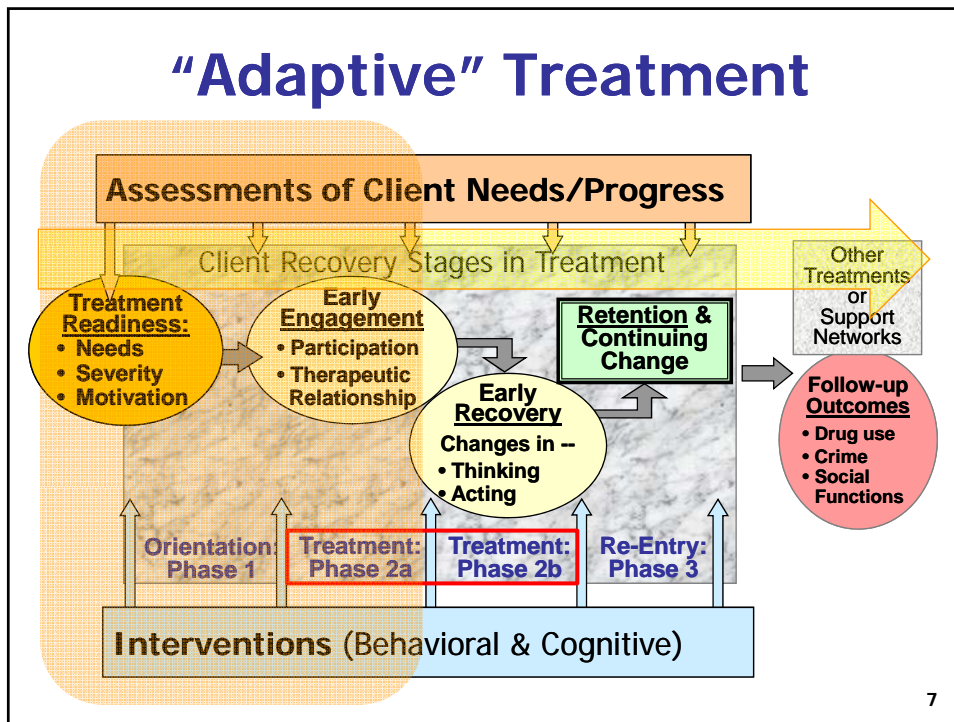 “Adaptive” Treatment
Assessments of Client Needs/Progress
Client Recovery Stages in Treatment
Treatment
Readiness:
• Needs
• Severity
• Motivation
Early
Engagement
• Participation
• Therapeutic
Relationship
Early
Recovery
Changes in --
• Thinking
• Acting
Retention &
Continuing
Change
Other
Treatments
or
Support
Networks
Follow-up
Outcomes
• Drug use
• Crime
• Social
Functions
Orientation:
Phase 1
Treatment:
Phase 2a
Treatment:
Phase 2b
Re-Entry:
Phase 3
Interventions (Behavioral & Cognitive)
7